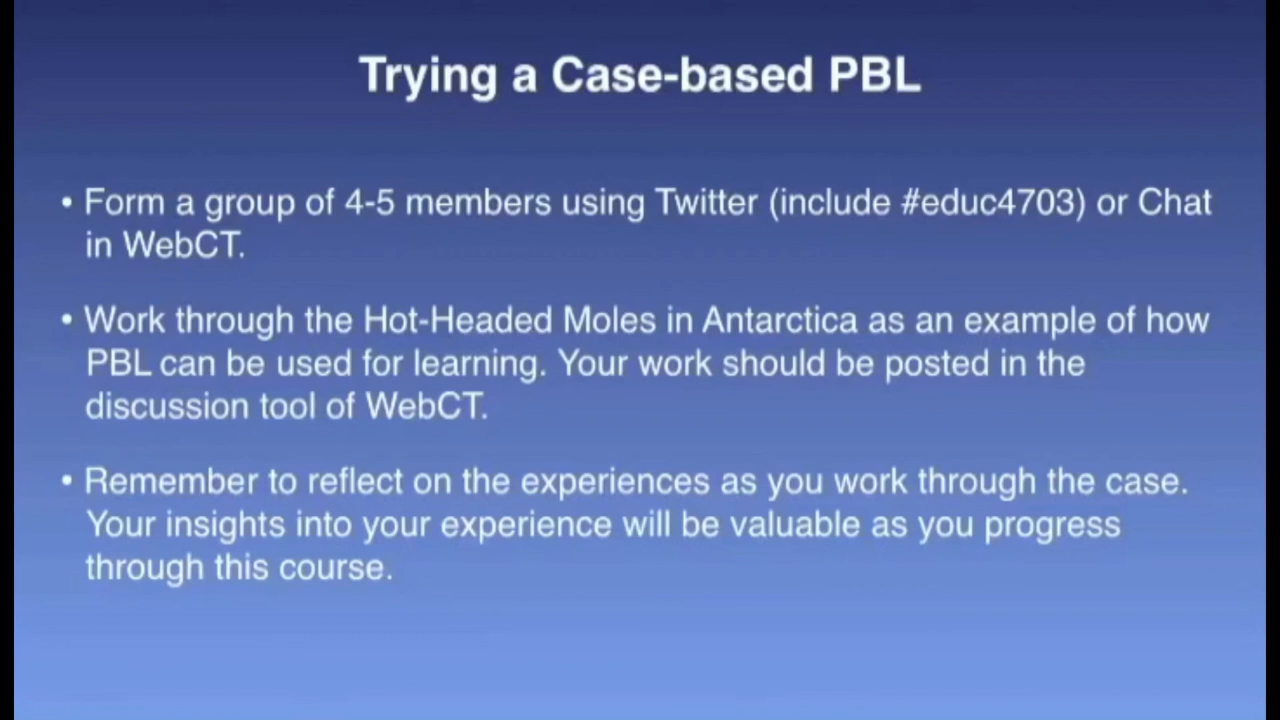 Trying a Case-based PBL
• Form a group of 4-5 members using Twitter (include #educ4703) or Chat
in WebCT.
• Work through the Hot-Headed Moles in Antarctica as an example of how
PBL can be used for learning. Your work should be posted in the
discussion tool of WebCT.
• Remember to reflect on the experiences as you work through the case.
Your insights into your experience will be valuable as you progress
through this course.